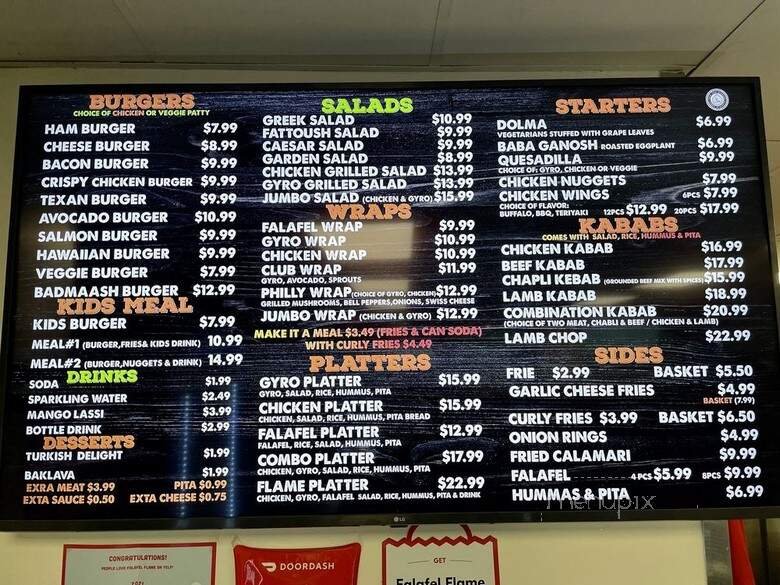 BURGERS
CHOICE OF CHICKEN OR VEGGIE PATTY
HAM BURGER $7.99
CHEESE BURGER $8.99
BACON BURGER $9.99
CRISPY CHICKEN BURGER $9.99
TEXAN BURGER $9.99
AVOCADO BURGER $10.99
SALMON BURGER $9.99
HAWAIIAN BURGER $9.99
VEGGIE BURGER $7.99
BADMAASH BURGER $12.99
KIDS MEAL
KIDS BURGER $7.99
MEAL#1 (BURGER,FRIES& KIDS DRINK) 10.99
MEAL#2 (BURGER,NUGGETS & DRINK) 14.99
DRINKS
SODA $1.99
SPARKLING WATER $2.49
MANGO LASSI $3.99
BOTTLE DRINK $2.99
DESSERTS
TURKISH DELIGHT $1.99
BAKLAVA $1.99
EXRA MEAT $3.99 PITA $0.99
EXTA SAUCE $0.50 EXTA CHEESE $0.75
SALADS
GREEK SALAD $10.99
FATTOUSH SALAD $9.99
CAESAR SALAD $9.99
GARDEN SALAD $8.99
CHICKEN GRILLED SALAD $13.99
GYRO GRILLED SALAD $13.99
JUMBO SALAD (CHICKEN & GYRO) $15.99
WRAPS
FALAFEL WRAP $9.99
GYRO WRAP $10.99
CHICKEN WRAP $10.99
CLUB WRAP $11.99
GYRO, AVOCADO, SPROUTS
PHILLY WRAP (CHOICE OF GYRO, CHICKEN) $12.99
GRILLED MUSHROOMS, BELL PEPPERS,ONIONS, SWISS CHEESE
JUMBO WRAP (CHICKEN & GYRO) $12.99
MAKE IT A MEAL $3.49 (FRIES & CAN SODA)
WITH CURLY FRIES $4.49
PLATTERS
GYRO PLATTER $15.99
GYRO, SALAD, RICE, HUMMUS, PITA
CHICKEN PLATTER $15.99
CHICKEN, SALAD, RICE, HUMMUS, PITA BREAD
FALAFEL PLATTER $12.99
FALAFEL, RICE, SALAD, HUMMUS, PITA
COMBO PLATTER $17.99
CHICKEN, GYRO, SALAD, RICE, HUMMUS, PITA
FLAME PLATTER $22.99
CHICKEN, GYRO, FALAFEL SALAD, RICE, HUMMUS, PITA & DRINK
STARTERS
DOLMA $6.99
VEGETARIANS STUFFED WITH GRAPE LEAVES
BABA GANOSH ROASTED EGGPLANT $6.99
QUESADILLA $9.99
CHOICE OF: GYRO, CHICKEN OR VEGGIE
CHICKEN NUGGETS $7.99
CHICKEN WINGS 6PCS $7.99
CHOICE OF FLAVOR:
BUFFALO, BBQ, TERIYAKI 12PCS $12.99 20PCS $17.99
KABABS
COMES WITH SALAD, RICE, HUMMUS & PITA
CHICKEN KABAB $16.99
BEEF KABAB $17.99
CHAPLI KEBAB (GROUNDED BEEF MIX WITH SPICES) $15.99
LAMB KABAB $18.99
COMBINATION KABAB $20.99
(CHOICE OF TWO MEAT, CHABLI & BEEF / CHICKEN & LAMB)
LAMB CHOP $22.99
SIDES
FRIE $2.99 BASKET $5.50
GARLIC CHEESE FRIES $4.99
BASKET (7.99)
CURLY FRIES $3.99 BASKET $6.50
ONION RINGS $4.99
FRIED CALAMARI $9.99
FALAFEL 4 PCS $5.99 8PCS $9.99
HUMMAS & PITA $6.99
menupix
LG
CONGRATULATIONS!
PEOPLE LOVE FALAFEL FLAME ON YELP!
2021
DOORDASH
GET
Falafel Flame